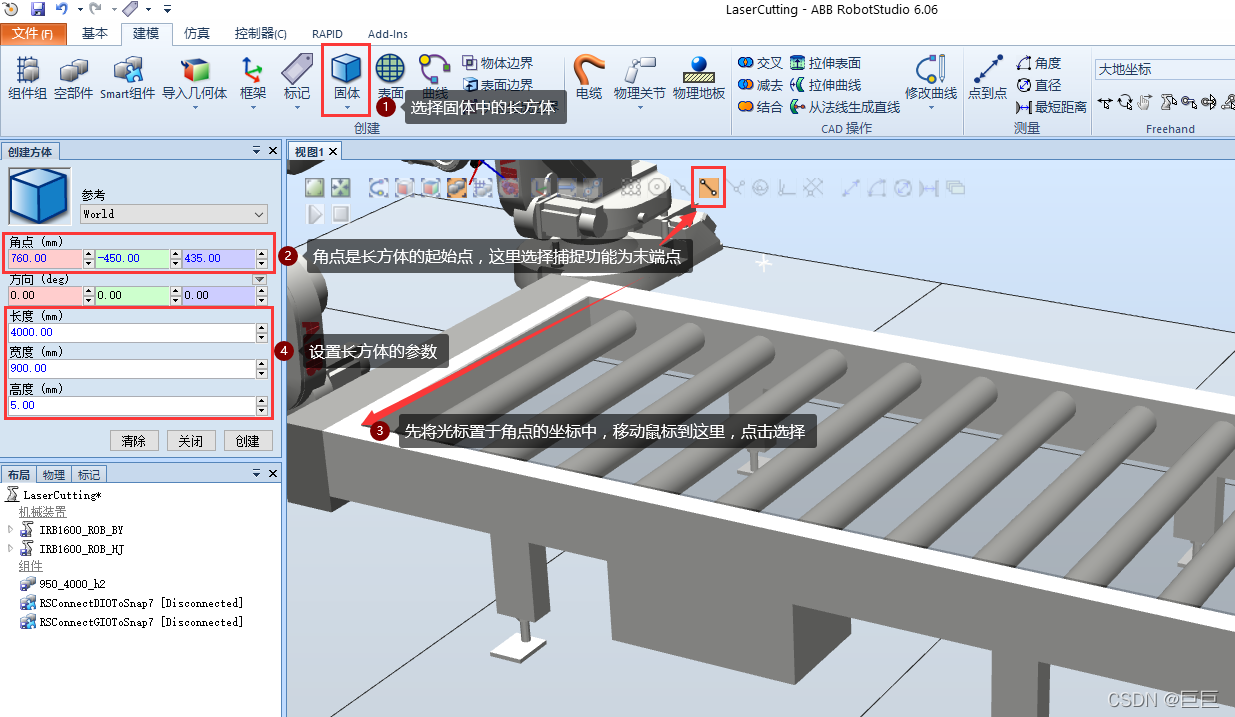 LaserCutting - ABB RobotStudio 6.06
文件(F) 基本 建模 仿真 控制器(C) RAPID Add-Ins
组件组 空部件 Smart组件 导入几何体 框架 标记 固体 表面 曲线
物体边界
表面边界
电缆 物理关节 物理地板
交叉 拉伸表面
减去 拉伸曲线
结合 从法线生成直线
修改曲线 点到点
角度
直径
最短距离
大地坐标
创建 CAD 操作 测量 Freehand
1 选择固体中的长方体
创建方体
视图1
参考
World
角点 (mm)
760.00 -450.00 435.00
2 角点是长方体的起始点，这里选择捕捉功能为末端点
方向 (deg)
0.00 0.00 0.00
长度 (mm)
4000.00
宽度 (mm)
900.00
高度 (mm)
5.00
4 设置长方体的参数
3 先将光标置于角点的坐标中，移动鼠标到这里，点击选择
清除 关闭 创建
布局 物理 标记
LaserCutting*
机械装置
IRB1600_ROB_BY
IRB1600_ROB_HJ
组件
950_4000_h2
RSConnectDIOToSnap7 [Disconnected]
RSConnectGIOToSnap7 [Disconnected]
CSDN @巨巨